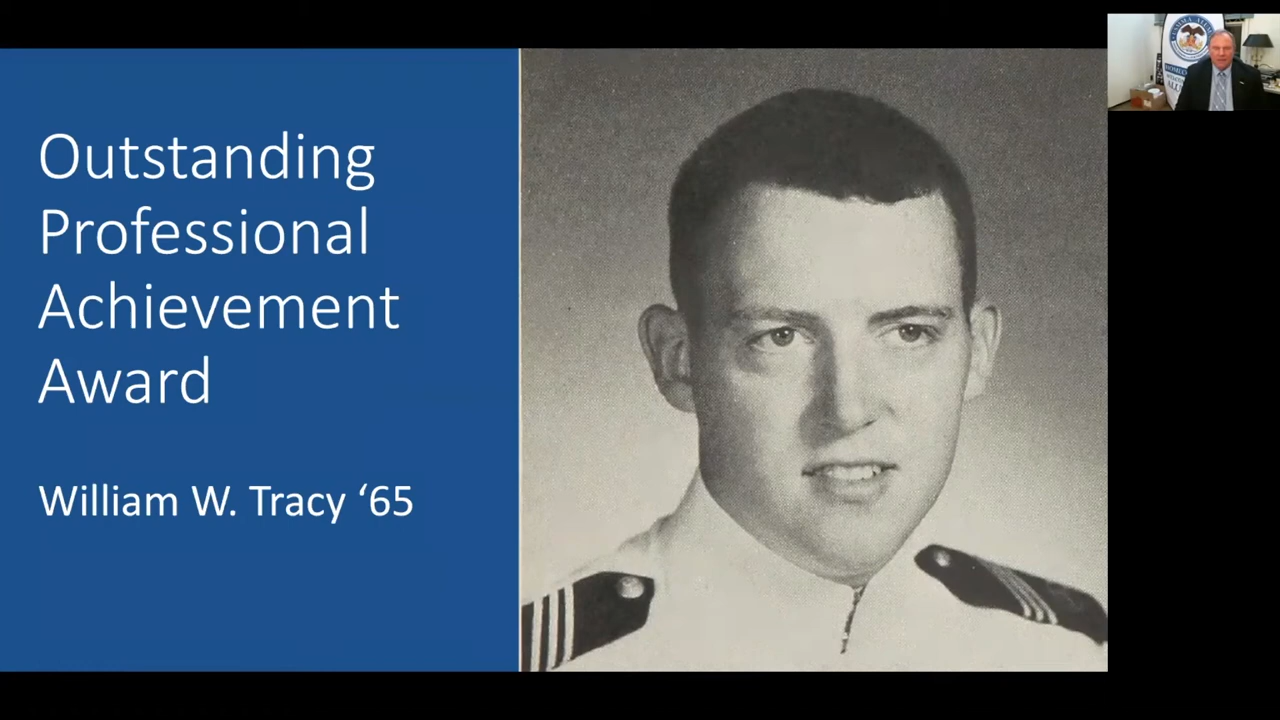 Outstanding
Professional
Achievement
Award
William W. Tracy ‘65